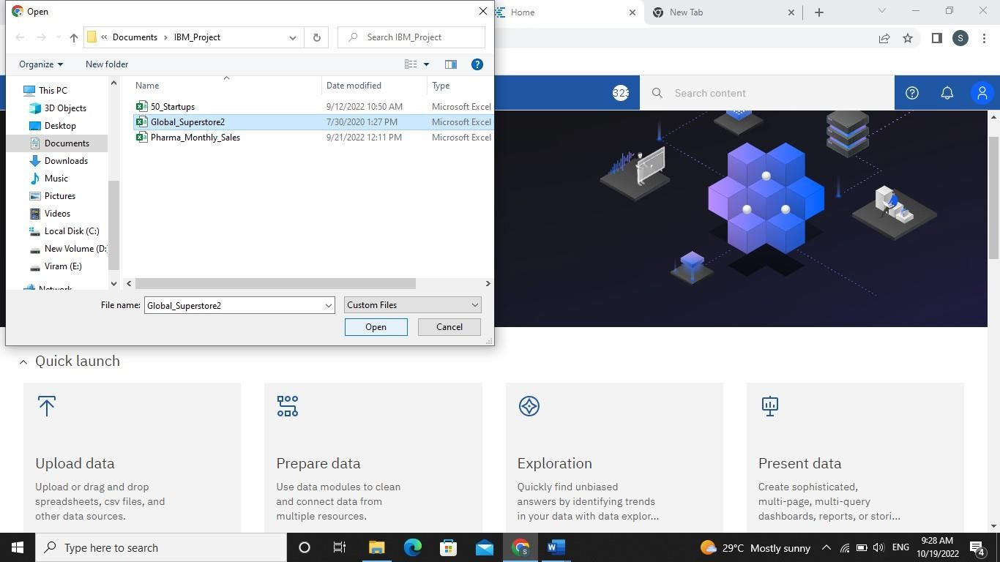 Open
Home
New Tab
Documents
IBM_Project
Search IBM_Project
S
Organize
New folder
323
Search content
This PC
3D Objects
Desktop
Documents
Downloads
Music
Pictures
Videos
Local Disk (C:)
New Volume (D:
Viram (E:)
Network
Name Date modified Type
50_Startups 9/12/2022 10:50 AM Microsoft Excel
Global_Superstore2 7/30/2020 1:27 PM Microsoft Excel
Pharma_Monthly_Sales 9/21/2022 12:11 PM Microsoft Excel
File name: Global_Superstore2 Custom Files
Open Cancel
Quick launch
Upload data
Upload or drag and drop
spreadsheets, csv files, and
other data sources.
Prepare data
Use data modules to clean
and connect data from
multiple resources.
Exploration
Quickly find unbiased
answers by identifying trends
in your data with data explor...
Present data
Create sophisticated,
multi-page, multi-query
dashboards, reports, or stori...
Type here to search
29°C Mostly sunny
ENG
9:28 AM
10/19/2022
4